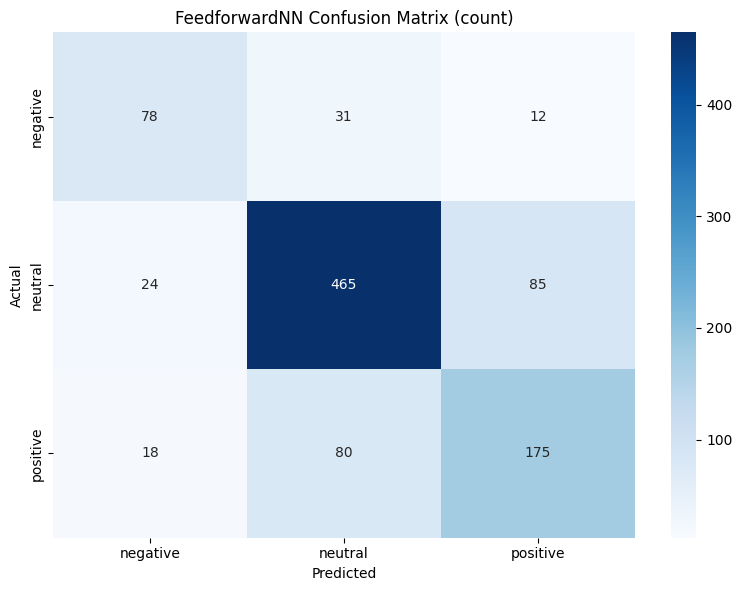 FeedforwardNN Confusion Matrix (count)
Actual
negative
78
31
12
neutral
24
465
85
positive
18
80
175
negative
neutral
positive
Predicted
400
300
200
100